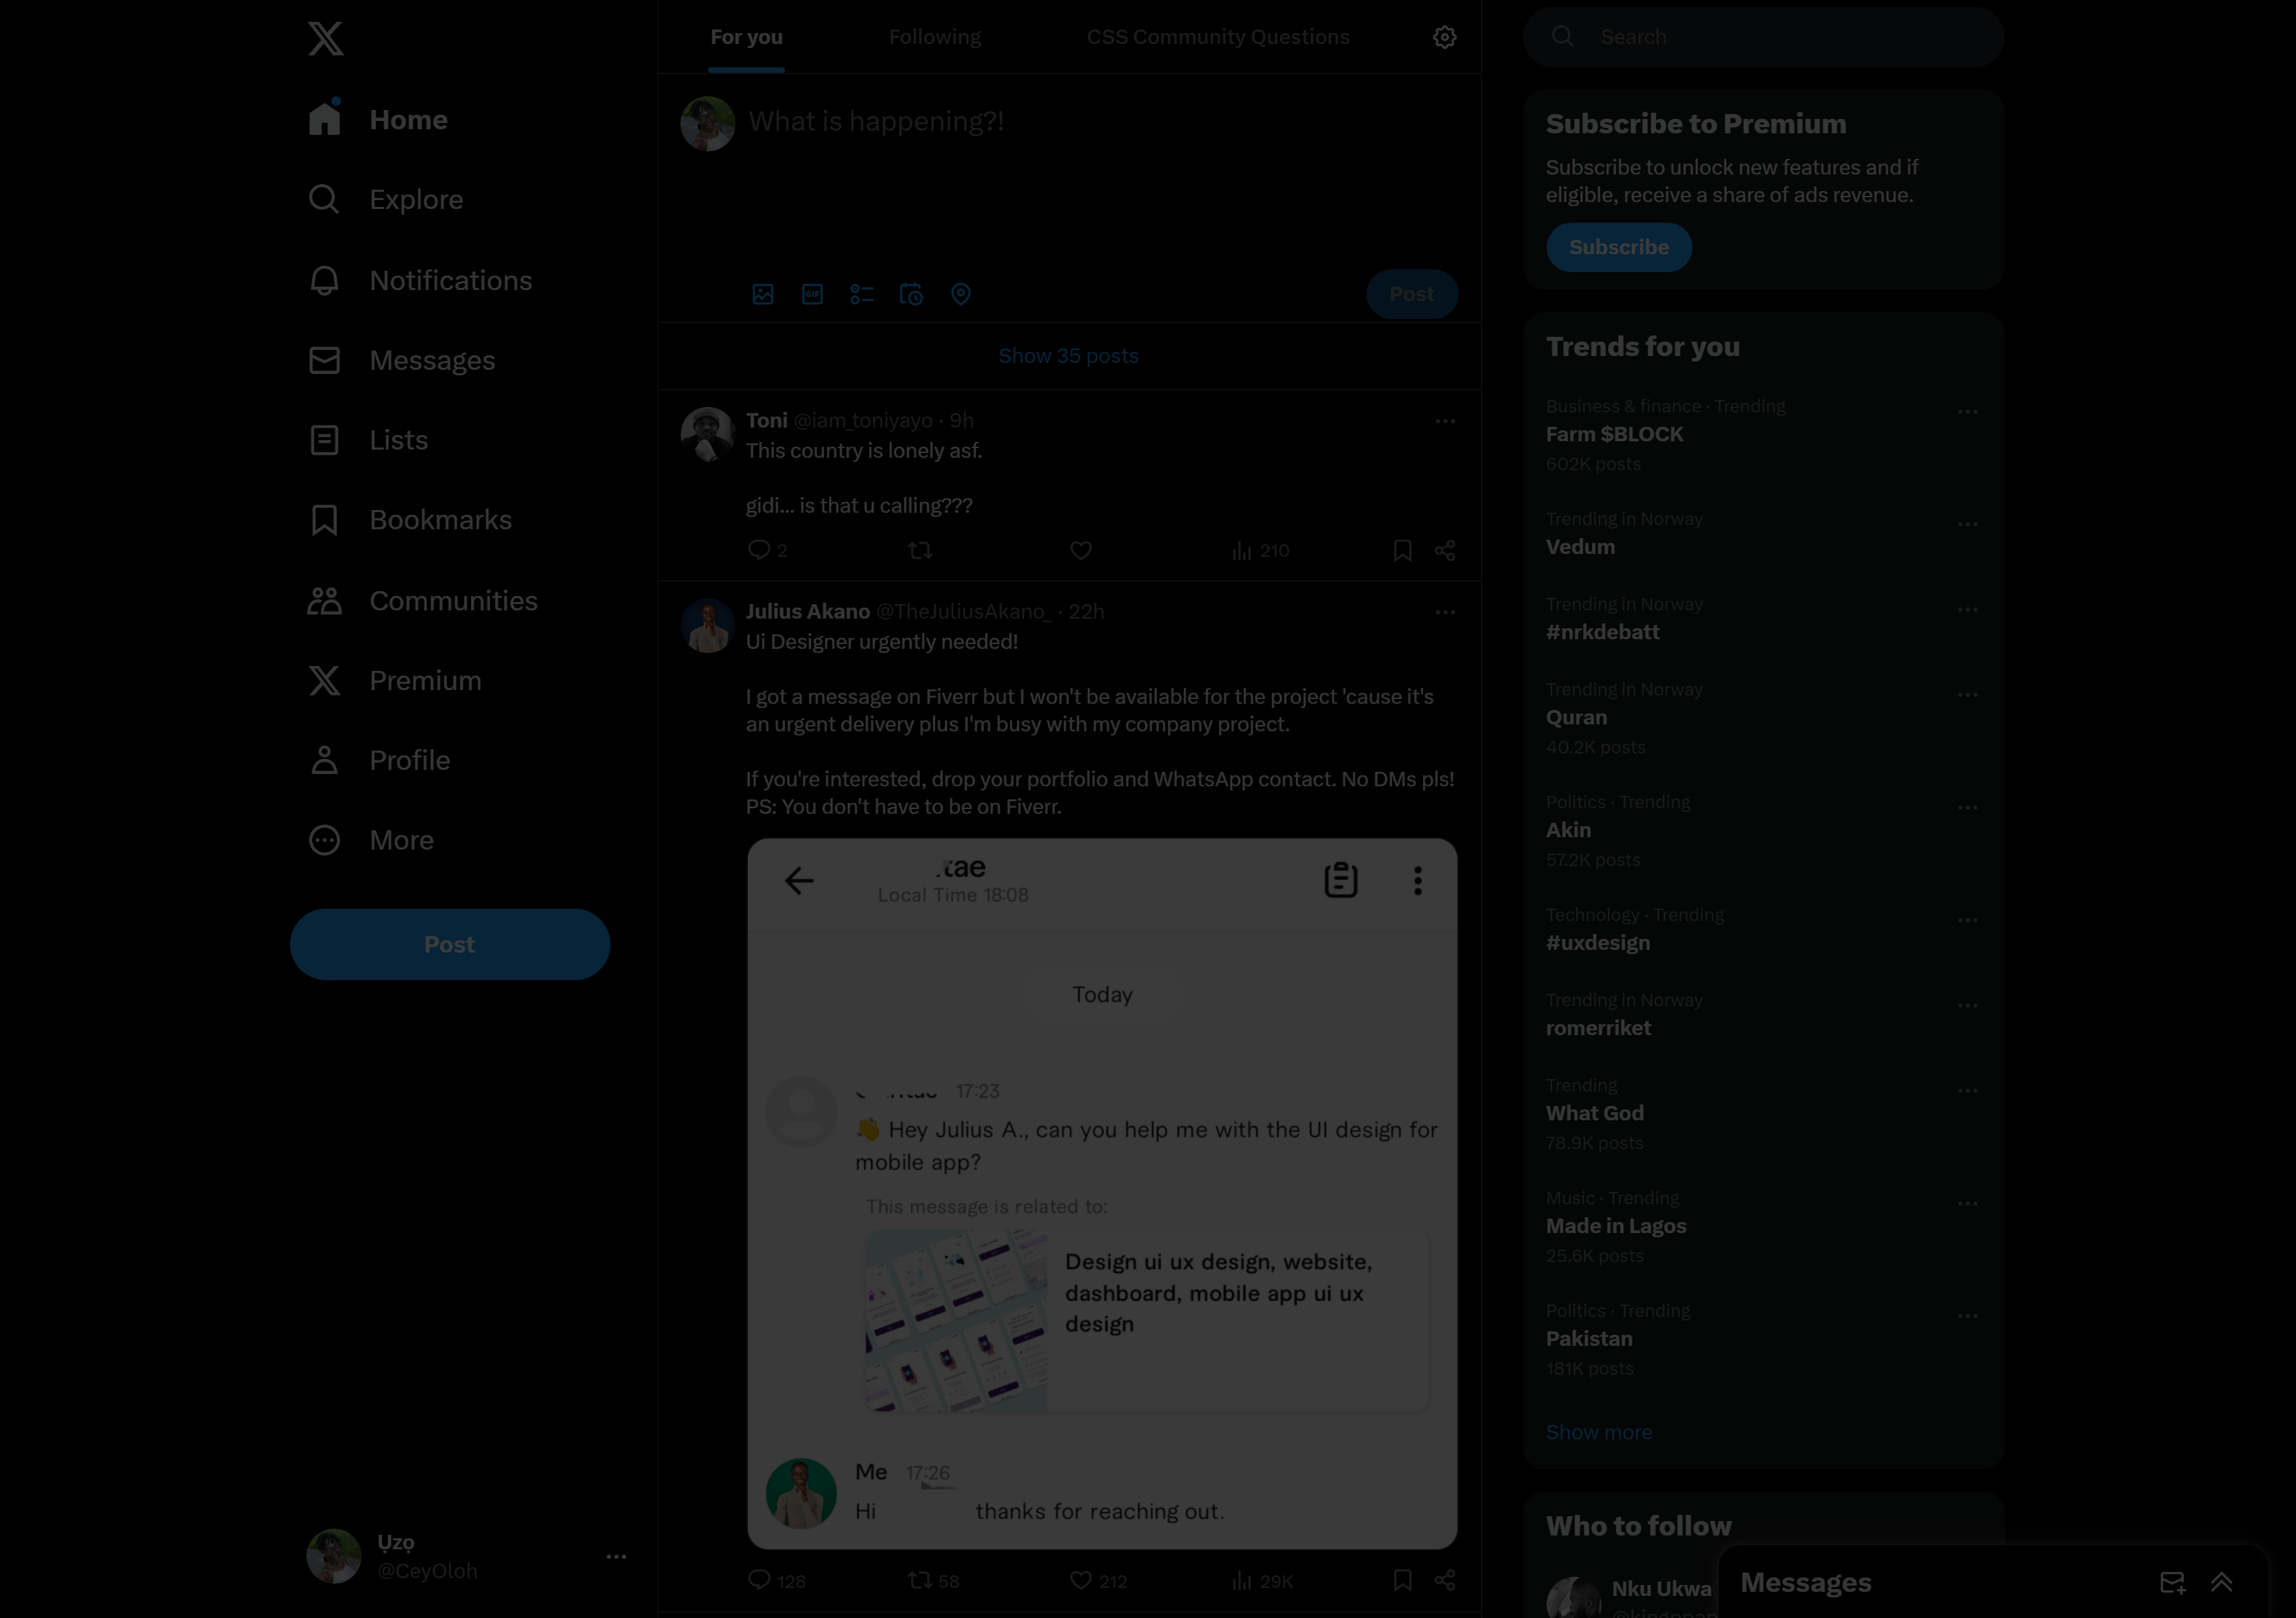 Home
Explore
Notifications
Messages
Lists
Bookmarks
Communities
Premium
Profile
More
Post
Ụzọ
@CeyOloh
For you
Following
CSS Community Questions
What is happening?!
GIF
Post
Show 35 posts
Toni @iam_toniyayo · 9h
This country is lonely asf.
gidi... is that u calling???
2
210
Julius Akano @TheJuliusAkano_ · 22h
Ui Designer urgently needed!
I got a message on Fiverr but I won't be available for the project 'cause it's
an urgent delivery plus I'm busy with my company project.
If you're interested, drop your portfolio and WhatsApp contact. No DMs pls!
PS: You don't have to be on Fiverr.
tae
Local Time 18:08
Today
17:23
👋 Hey Julius A., can you help me with the UI design for
mobile app?
This message is related to:
Design ui ux design, website,
dashboard, mobile app ui ux
design
Me 17:26
Hi thanks for reaching out.
128
58
212
29K
Search
Subscribe to Premium
Subscribe to unlock new features and if
eligible, receive a share of ads revenue.
Subscribe
Trends for you
Business & finance · Trending
Farm $BLOCK
602K posts
Trending in Norway
Vedum
Trending in Norway
#nrkdebatt
Trending in Norway
Quran
40.2K posts
Politics · Trending
Akin
57.2K posts
Technology · Trending
#uxdesign
Trending in Norway
romerriket
Trending
What God
78.9K posts
Music · Trending
Made in Lagos
25.6K posts
Politics · Trending
Pakistan
181K posts
Show more
Who to follow
Nku Ukwa
Messages